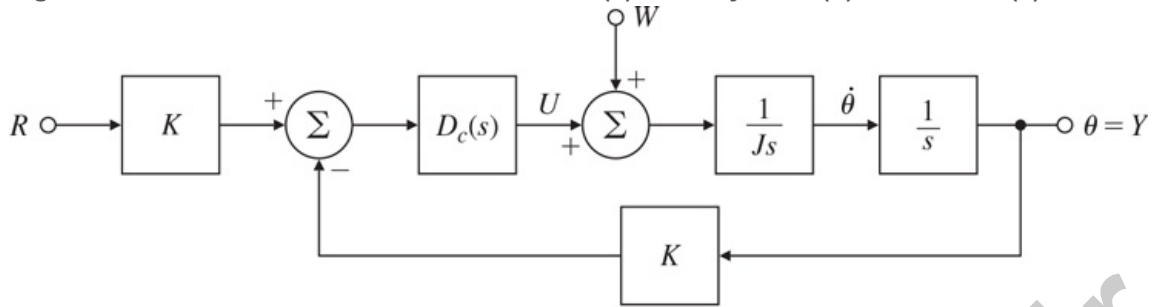 W
R K + Σ D_c(s) U + Σ + 1/Js θ̇ 1/s θ = Y
−
K